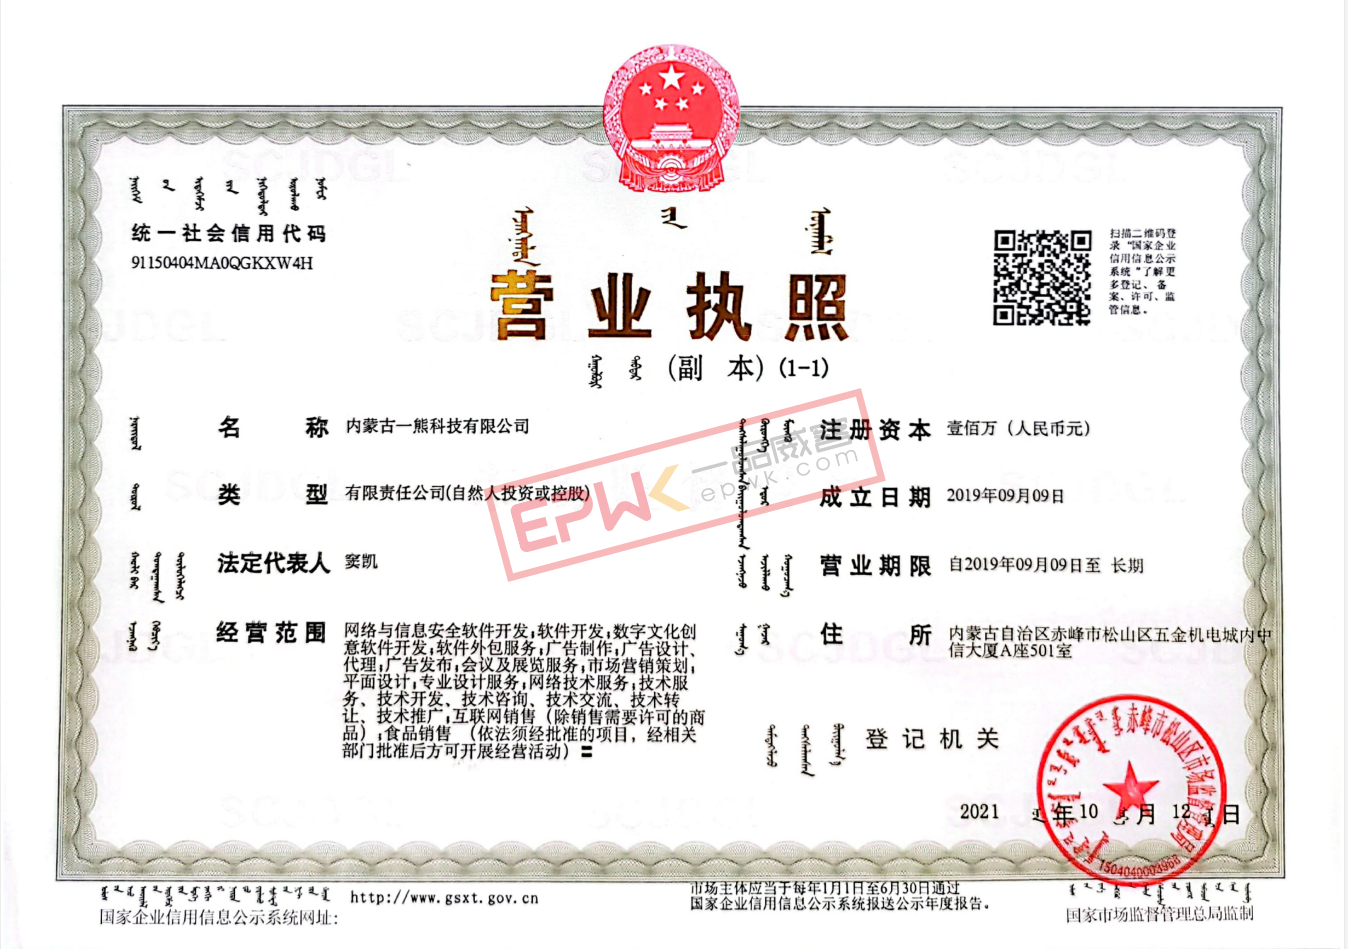 统一社会信用代码
91150404MA0QGKXW4H
营业执照
(副 本) (1-1)
扫描二维码登
录“国家企业
信用信息公示
系统”了解更
多登记、备
案、许可、监
管信息。
名 称 内蒙古一熊科技有限公司
类 型 有限责任公司(自然人投资或控股)
法定代表人 窦凯
经营范围 网络与信息安全软件开发;软件开发;数字文化创
意软件开发;软件外包服务;广告制作;广告设计、
代理;广告发布;会议及展览服务;市场营销策划;
平面设计;专业设计服务;网络技术服务;技术服
务、技术开发、技术咨询、技术交流、技术转
让、技术推广;互联网销售(除销售需要许可的商
品);食品销售 (依法须经批准的项目,经相关
部门批准后方可开展经营活动)〓
注册资本 壹佰万(人民币元)
成立日期 2019年09月09日
营业期限 自2019年09月09日至 长期
住 所 内蒙古自治区赤峰市松山区五金机电城内中
信大厦A座501室
EPWK 一品威客
epwk.com
登记机关
赤峰市松山区市场监督管理局
1504040004968
2021 年 10 月 12 日
国家企业信用信息公示系统网址:
http://www.gsxt.gov.cn
市场主体应当于每年1月1日至6月30日通过
国家企业信用信息公示系统报送公示年度报告。
国家市场监督管理总局监制
SCJDGL